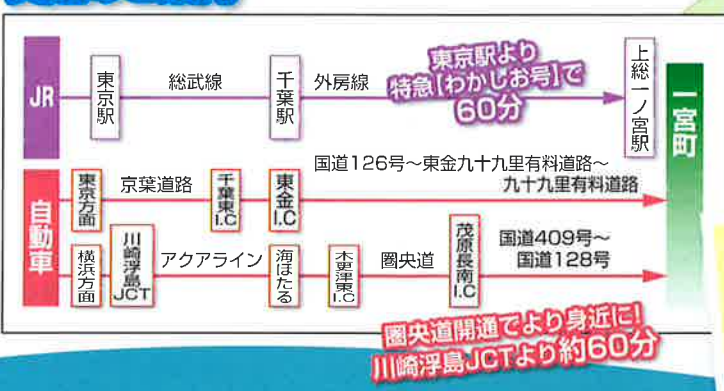 JR
東京駅
総武線
千葉駅
外房線
東京駅より
特急【わかしお号】で
60分
上総一ノ宮駅
一宮町
自動車
東京方面
京葉道路
千葉東I.C
東金I.C
国道126号〜東金九十九里有料道路〜
九十九里有料道路
横浜方面
川崎浮島JCT
アクアライン
海ほたる
木更津東I.C
圏央道
茂原長南I.C
国道409号〜
国道128号
圏央道開通でより身近に!
川崎浮島JCTより約60分